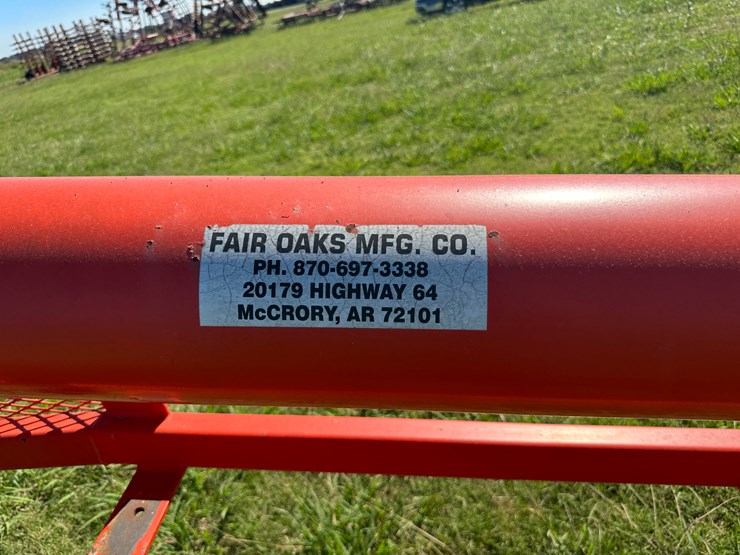 FAIR OAKS MFG. CO.
PH. 870-697-3338
20179 HIGHWAY 64
McCRORY, AR 72101